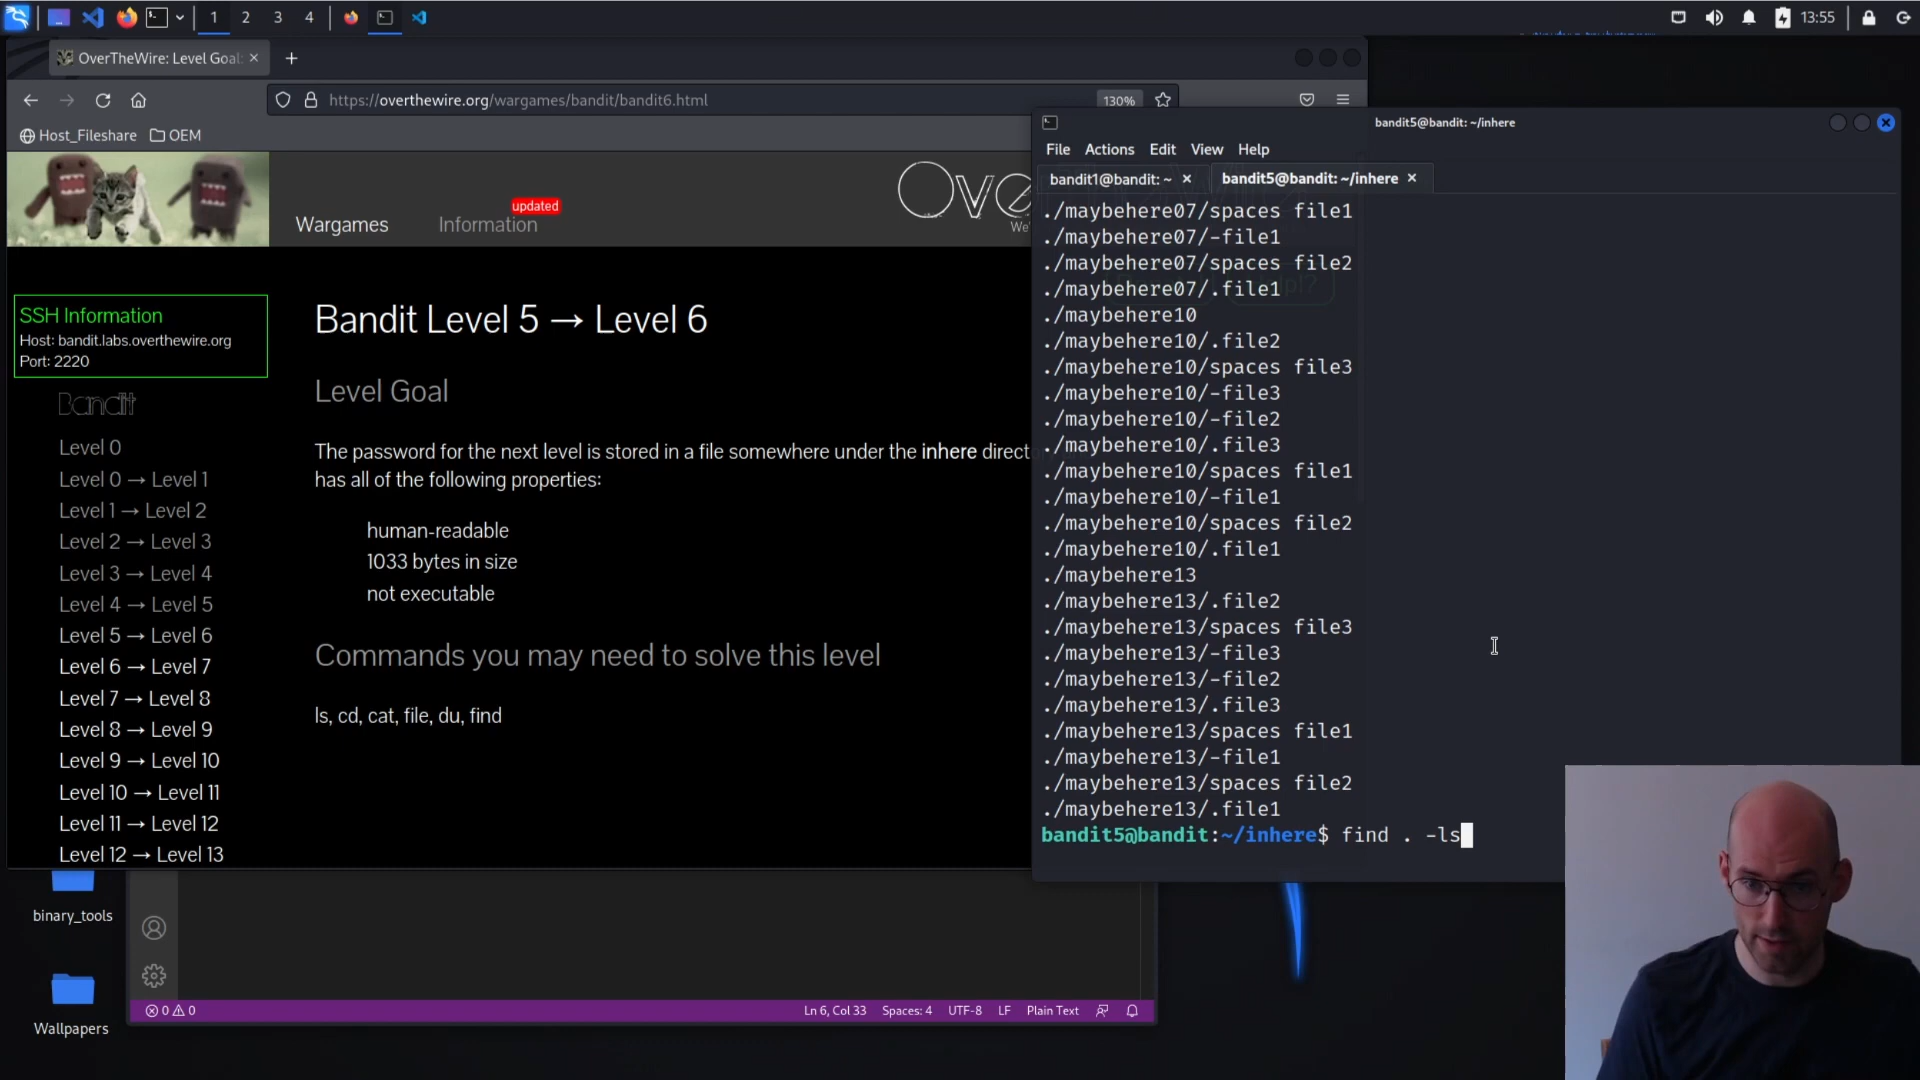 1 2 3 4
13:55
OverTheWire: Level Goal:
https://overthewire.org/wargames/bandit/bandit6.html
130%
Host_Fileshare OEM
Wargames
Information
updated
Ove
We'
SSH Information
Host: bandit.labs.overthewire.org
Port: 2220
Bandit
Level 0
Level 0 → Level 1
Level 1 → Level 2
Level 2 → Level 3
Level 3 → Level 4
Level 4 → Level 5
Level 5 → Level 6
Level 6 → Level 7
Level 7 → Level 8
Level 8 → Level 9
Level 9 → Level 10
Level 10 → Level 11
Level 11 → Level 12
Level 12 → Level 13
Bandit Level 5 → Level 6
Level Goal
The password for the next level is stored in a file somewhere under the inhere direct
has all of the following properties:
human-readable
1033 bytes in size
not executable
Commands you may need to solve this level
ls, cd, cat, file, du, find
bandit5@bandit: ~/inhere
File Actions Edit View Help
bandit1@bandit: ~
bandit5@bandit: ~/inhere
./maybehere07/spaces file1
./maybehere07/-file1
./maybehere07/spaces file2
./maybehere07/.file1
./maybehere10
./maybehere10/.file2
./maybehere10/spaces file3
./maybehere10/-file3
./maybehere10/-file2
./maybehere10/.file3
./maybehere10/spaces file1
./maybehere10/-file1
./maybehere10/spaces file2
./maybehere10/.file1
./maybehere13
./maybehere13/.file2
./maybehere13/spaces file3
./maybehere13/-file3
./maybehere13/-file2
./maybehere13/.file3
./maybehere13/spaces file1
./maybehere13/-file1
./maybehere13/spaces file2
./maybehere13/.file1
bandit5@bandit:~/inhere$ find . -ls
binary_tools
Wallpapers
0 0
Ln 6, Col 33 Spaces: 4 UTF-8 LF Plain Text